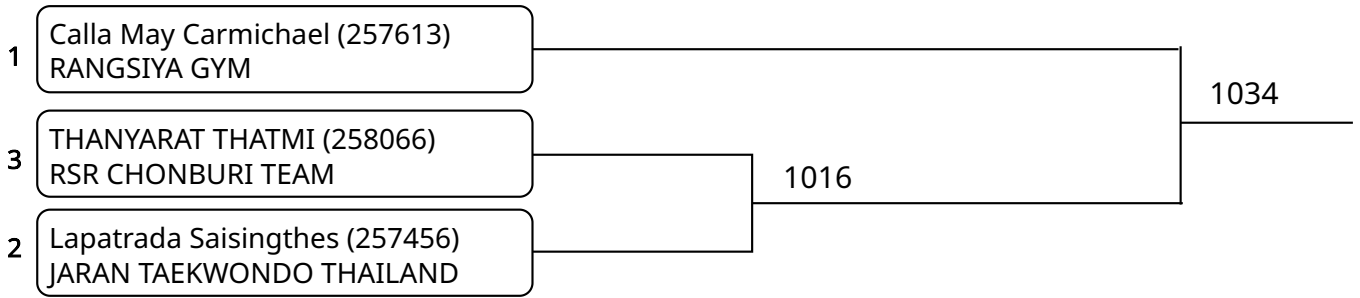 1
Calla May Carmichael (257613)
RANGSIYA GYM
1034
3
THANYARAT THATMI (258066)
RSR CHONBURI TEAM
1016
2
Lapatrada Saisingthes (257456)
JARAN TAEKWONDO THAILAND